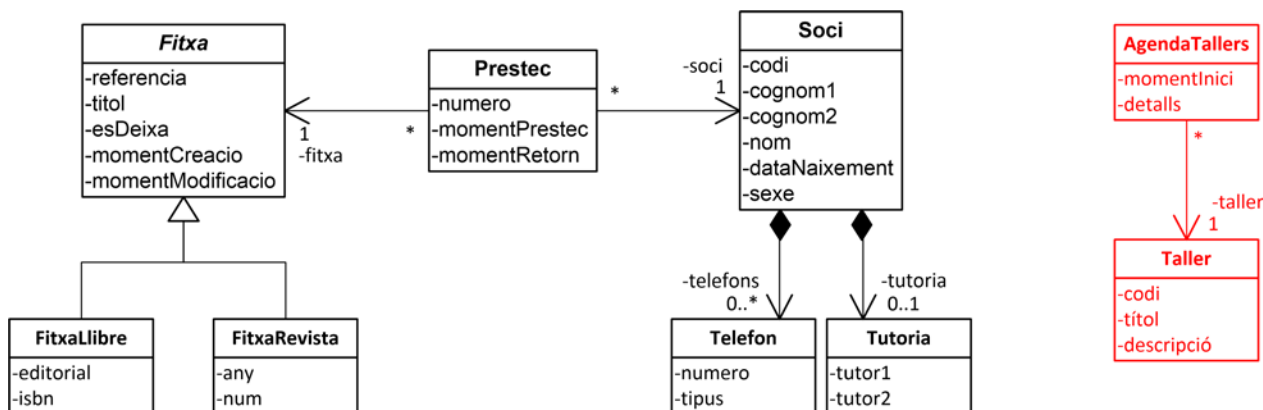 Fitxa
-referencia
-titol
-esDeixa
-momentCreacio
-momentModificacio
1
-fitxa
*
Prestec
-numero
-momentPrestec
-momentRetorn
*
-soci
1
Soci
-codi
-cognom1
-cognom2
-nom
-dataNaixement
-sexe
AgendaTallers
-momentInici
-detalls
*
-taller
1
Taller
-codi
-títol
-descripció
-telefons
0..*
-tutoria
0..1
FitxaLlibre
-editorial
-isbn
FitxaRevista
-any
-num
Telefon
-numero
-tipus
Tutoria
-tutor1
-tutor2